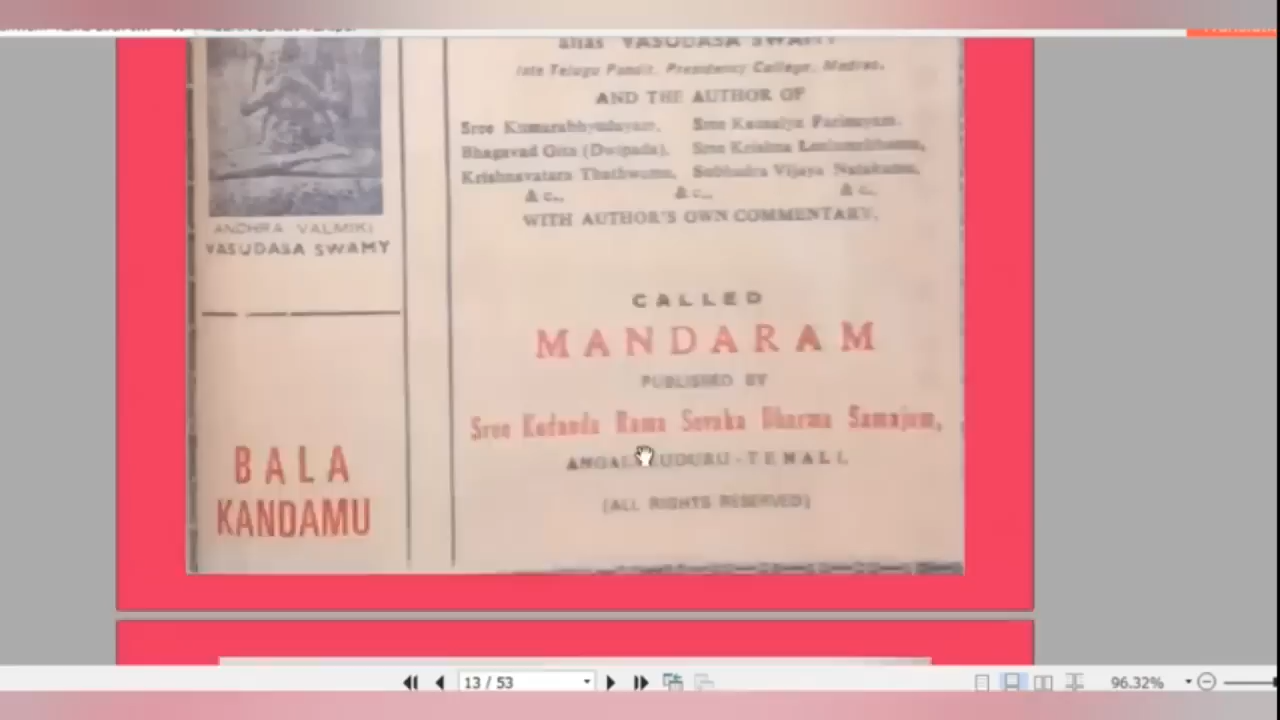 alias VASUDASA SWAMY
late Telugu Pandit, Presidency College, Madras.
AND THE AUTHOR OF
Sree Kumarabhyudayam, Sree Kausalya Parinayam.
Bhagavad Gita (Dwipada), Sree Krishna
Krishnavatara Thathwamu, Subhadra Vijaya Natakamu,
& c., & c., & c.,
WITH AUTHOR'S OWN COMMENTARY.
ANDHRA VALMIKI
VASUDASA SWAMY
CALLED
MANDARAM
PUBLISHED BY
Sree Kodanda Rama Sevaka Dharma Samajam,
TENALI.
(ALL RIGHTS RESERVED)
BALA
KANDAMU
13 / 53
96.32%